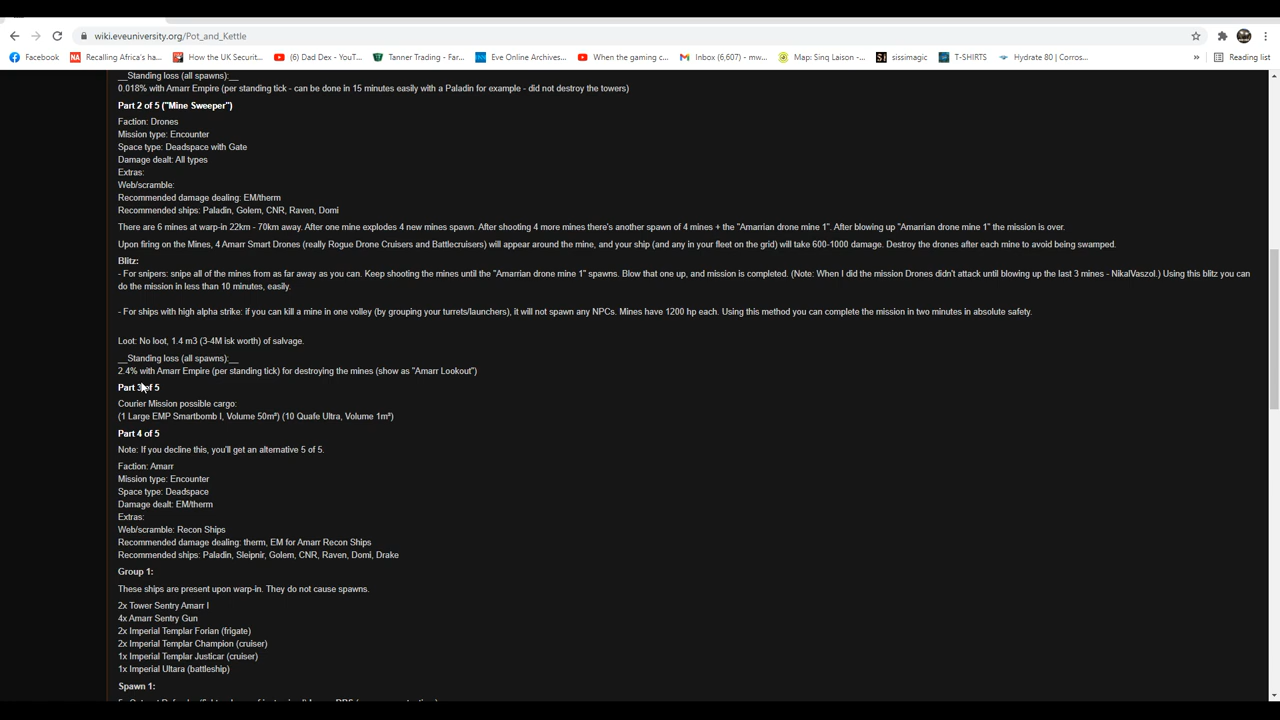 wiki.eveuniversity.org/Pot_and_Kettle
Facebook
Recalling Africa's ha...
How the UK Securit...
(3) Dad Dex - YouT...
Tanner Trading - Far...
Eve Online Archives...
When the gaming c...
Inbox (6,607) - mw...
Map: Sinq Laison -...
sissimagic
T-SHIRTS
Hydrate 80 | Corros...
»
Reading list
__Standing loss (all spawns):__
0.018% with Amarr Empire (per standing tick - can be done in 15 minutes easily with a Paladin for example - did not destroy the towers)
Part 2 of 5 ("Mine Sweeper")
Faction: Drones
Mission type: Encounter
Space type: Deadspace with Gate
Damage dealt: All types
Extras:
Web/scramble:
Recommended damage dealing: EM/therm
Recommended ships: Paladin, Golem, CNR, Raven, Domi
There are 6 mines at warp-in 22km - 70km away. After one mine explodes 4 new mines spawn. After shooting 4 more mines there's another spawn of 4 mines + the "Amarrian drone mine 1". After blowing up "Amarrian drone mine 1" the mission is over.
Upon firing on the Mines, 4 Amarr Smart Drones (really Rogue Drone Cruisers and Battlecruisers) will appear around the mine, and your ship (and any in your fleet on the grid) will take 600-1000 damage. Destroy the drones after each mine to avoid being swamped.
Blitz:
- For snipers: snipe all of the mines from as far away as you can. Keep shooting the mines until the "Amarrian drone mine 1" spawns. Blow that one up, and mission is completed. (Note: When I did the mission Drones didn't attack until blowing up the last 3 mines - NikalVaszol.) Using this blitz you can
do the mission in less than 10 minutes, easily.
- For ships with high alpha strike: if you can kill a mine in one volley (by grouping your turrets/launchers), it will not spawn any NPCs. Mines have 1200 hp each. Using this method you can complete the mission in two minutes in absolute safety.
Loot: No loot, 1.4 m3 (3-4M isk worth) of salvage.
__Standing loss (all spawns):__
2.4% with Amarr Empire (per standing tick) for destroying the mines (show as "Amarr Lookout")
Part 3 of 5
Courier Mission possible cargo:
(1 Large EMP Smartbomb I, Volume 50m²) (10 Quafe Ultra, Volume 1m²)
Part 4 of 5
Note: If you decline this, you'll get an alternative 5 of 5.
Faction: Amarr
Mission type: Encounter
Space type: Deadspace
Damage dealt: EM/therm
Extras:
Web/scramble: Recon Ships
Recommended damage dealing: therm, EM for Amarr Recon Ships
Recommended ships: Paladin, Sleipnir, Golem, CNR, Raven, Domi, Drake
Group 1:
These ships are present upon warp-in. They do not cause spawns.
2x Tower Sentry Amarr I
4x Amarr Sentry Gun
2x Imperial Templar Forian (frigate)
2x Imperial Templar Champion (cruiser)
1x Imperial Templar Justicar (cruiser)
1x Imperial Ultara (battleship)
Spawn 1: